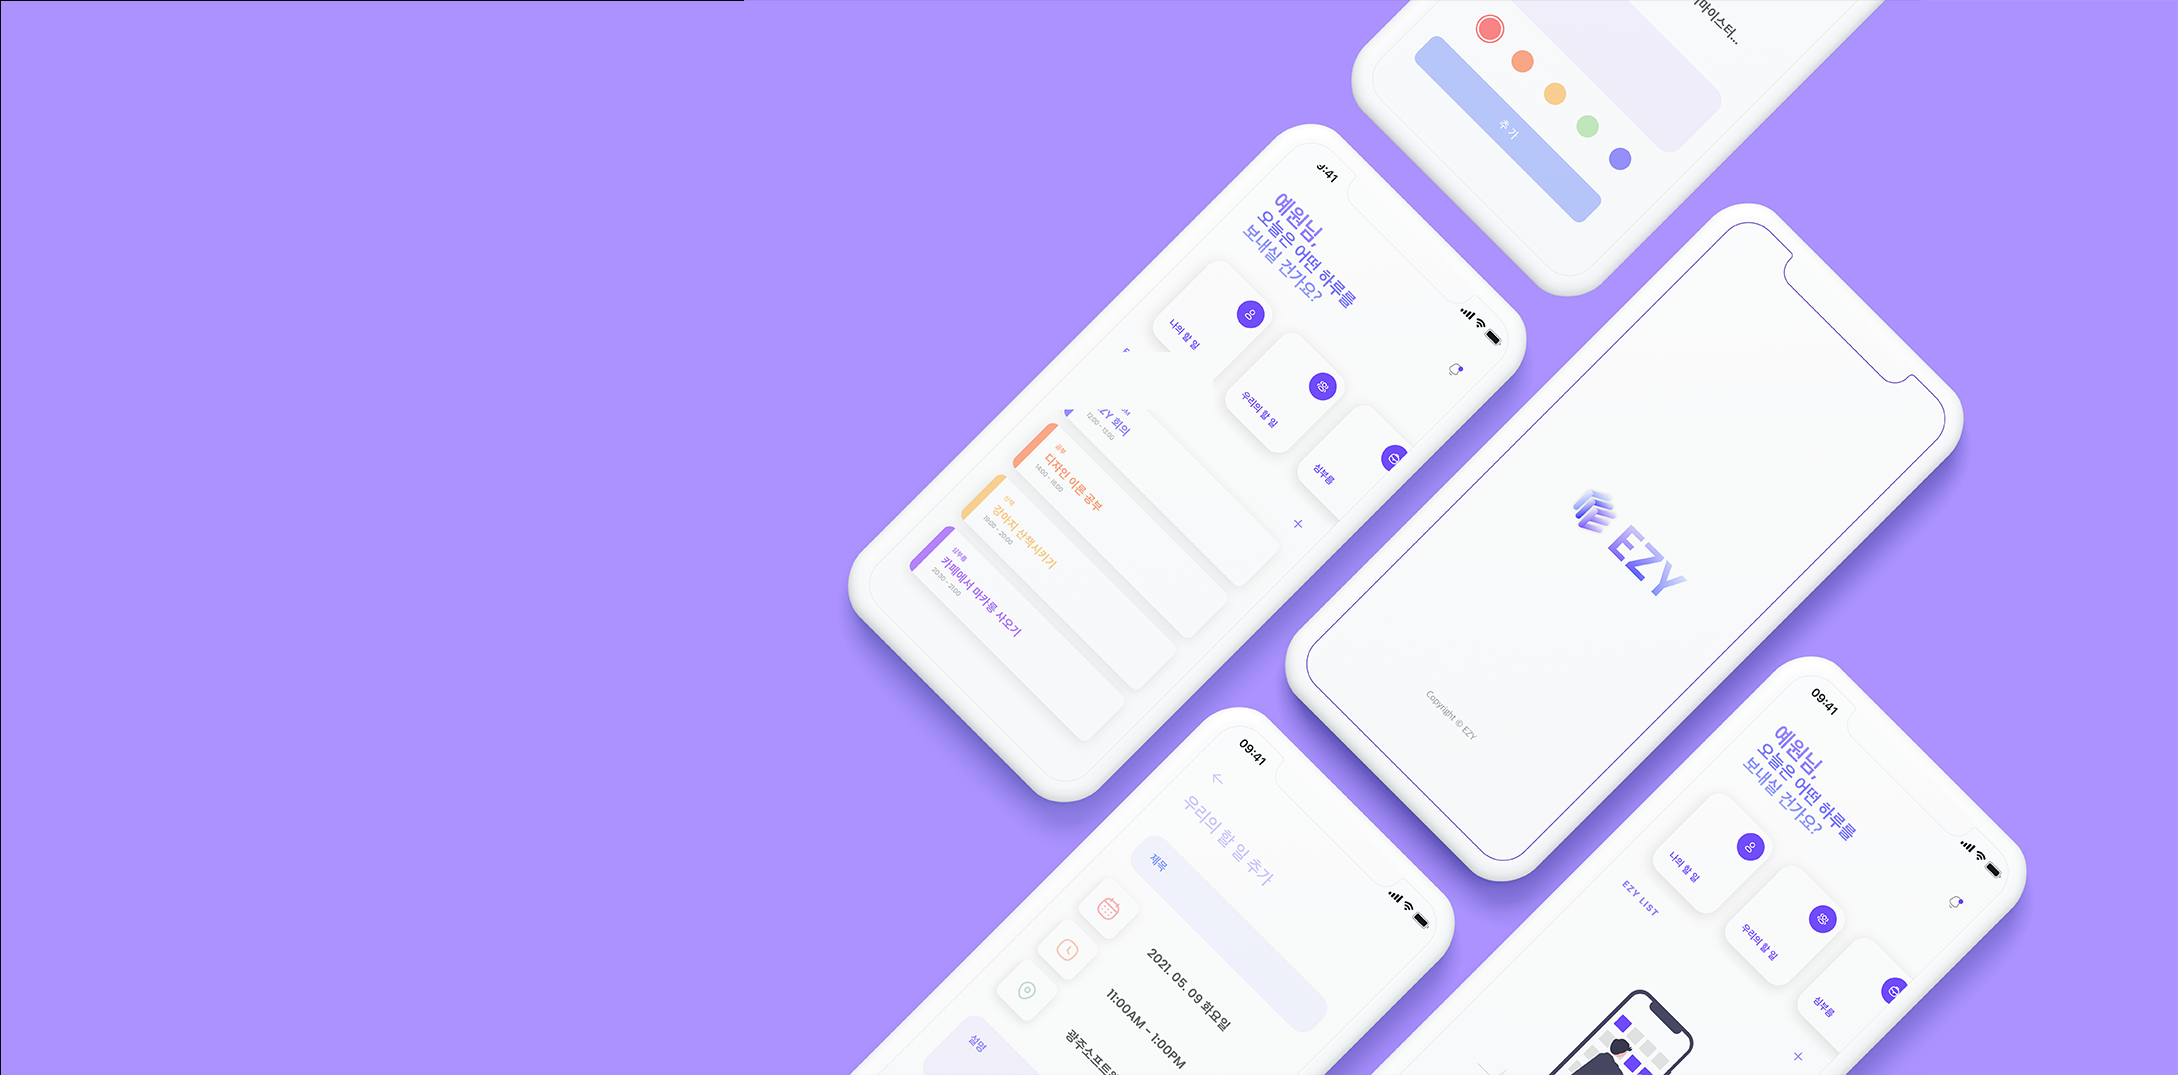 마이스터...
추가
9:41
예원님,
오늘은 어떤 하루를
보내실 건가요?
나의 할 일
우리의 할 일
심부름
EZY 회의
12:00 - 13:00
공부
디자인 이론 공부
14:00 - 18:00
산책
강아지 산책시키기
19:00 - 20:00
심부름
카페에서 마카롱 사오기
20:30 - 21:00
EZY
Copyright © EZY
09:41
우리의 할 일 추가
제목
2021. 05. 09 화요일
11:00AM - 1:00PM
광주소프트웨
설명
09:41
예원님,
오늘은 어떤 하루를
보내실 건가요?
나의 할 일
우리의 할 일
심부름
EZY LIST